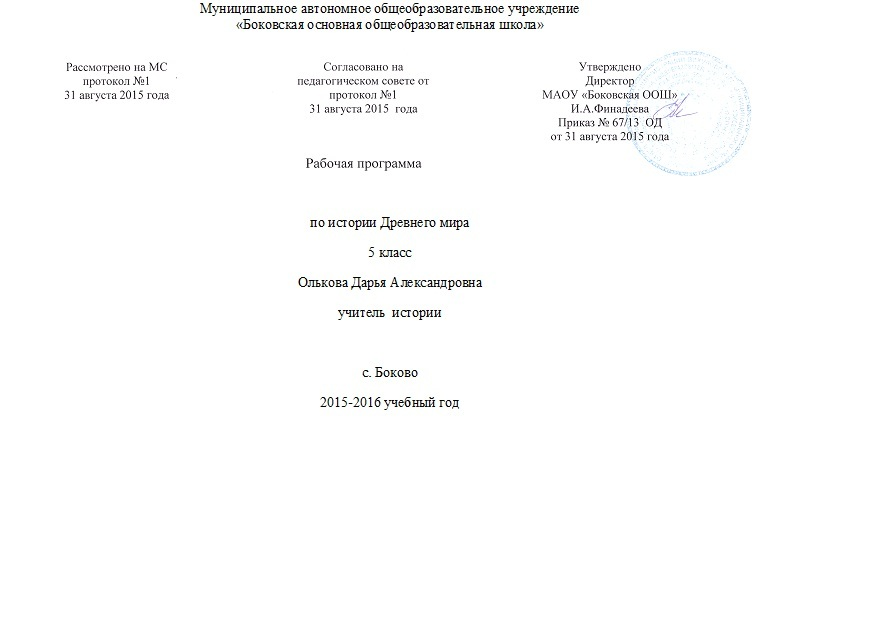 Муниципальное автономное общеобразовательное учреждение
«Боковская основная общеобразовательная школа»
Рассмотрено на МС
протокол №1
31 августа 2015 года
Согласовано на
педагогическом совете от
протокол №1
31 августа 2015 года
Утверждено
Директор
МАОУ «Боковская ООШ»
И.А.Финадеева
Приказ № 67/13 ОД
от 31 августа 2015 года
Рабочая программа
по истории Древнего мира
5 класс
Олькова Дарья Александровна
учитель истории
с. Боково
2015-2016 учебный год